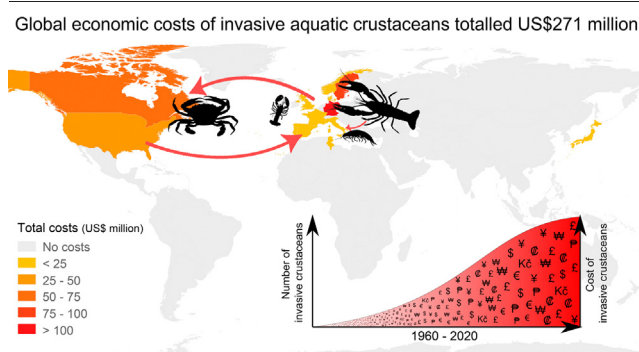 Global economic costs of invasive aquatic crustaceans totalled US$271 million
Total costs (US$ million)
No costs
< 25
25 - 50
50 - 75
75 - 100
> 100
Number of
invasive crustaceans
Cost of
invasive crustaceans
1960 - 2020